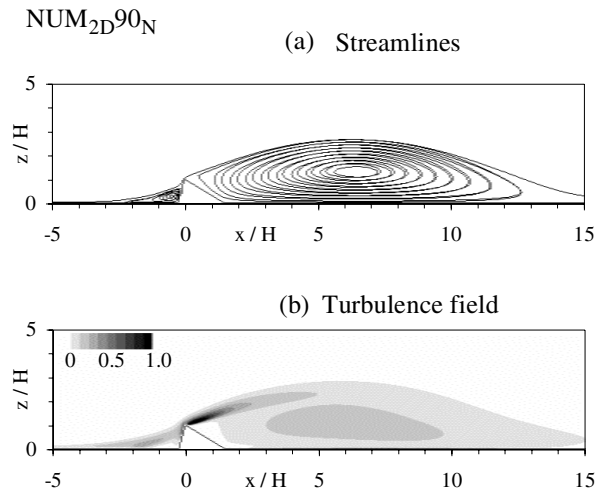 NUM2D90N
(a) Streamlines
5
z / H
0
-5 0 x / H 5 10 15
(b) Turbulence field
5
0 0.5 1.0
z / H
0
-5 0 x / H 5 10 15